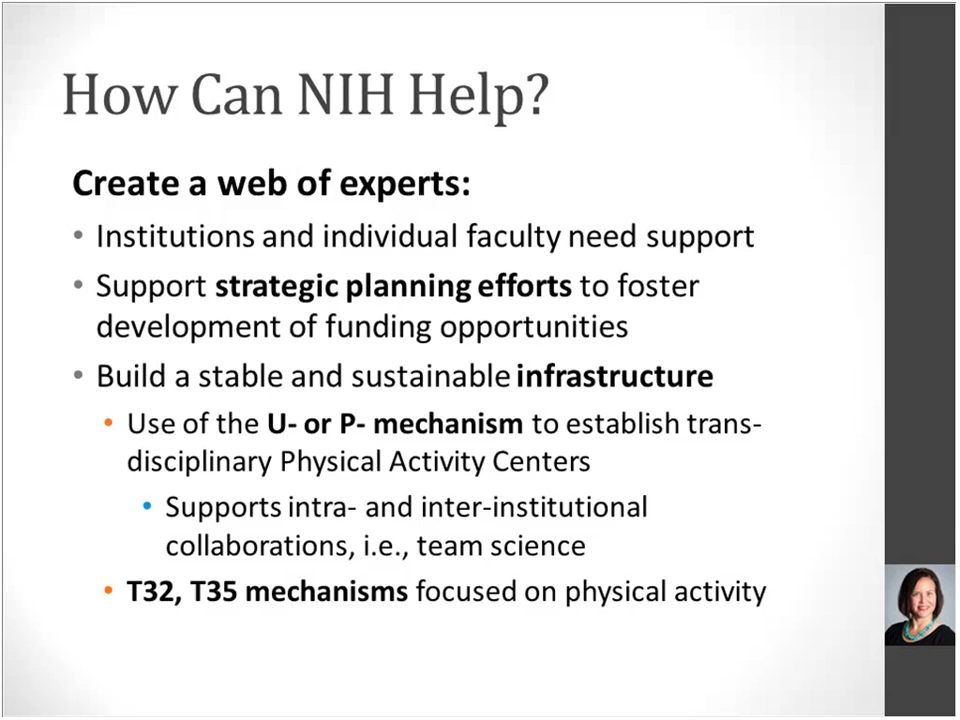 How Can NIH Help?
Create a web of experts:
• Institutions and individual faculty need support
• Support strategic planning efforts to foster
development of funding opportunities
• Build a stable and sustainable infrastructure
• Use of the U- or P- mechanism to establish trans-
disciplinary Physical Activity Centers
• Supports intra- and inter-institutional
collaborations, i.e., team science
• T32, T35 mechanisms focused on physical activity